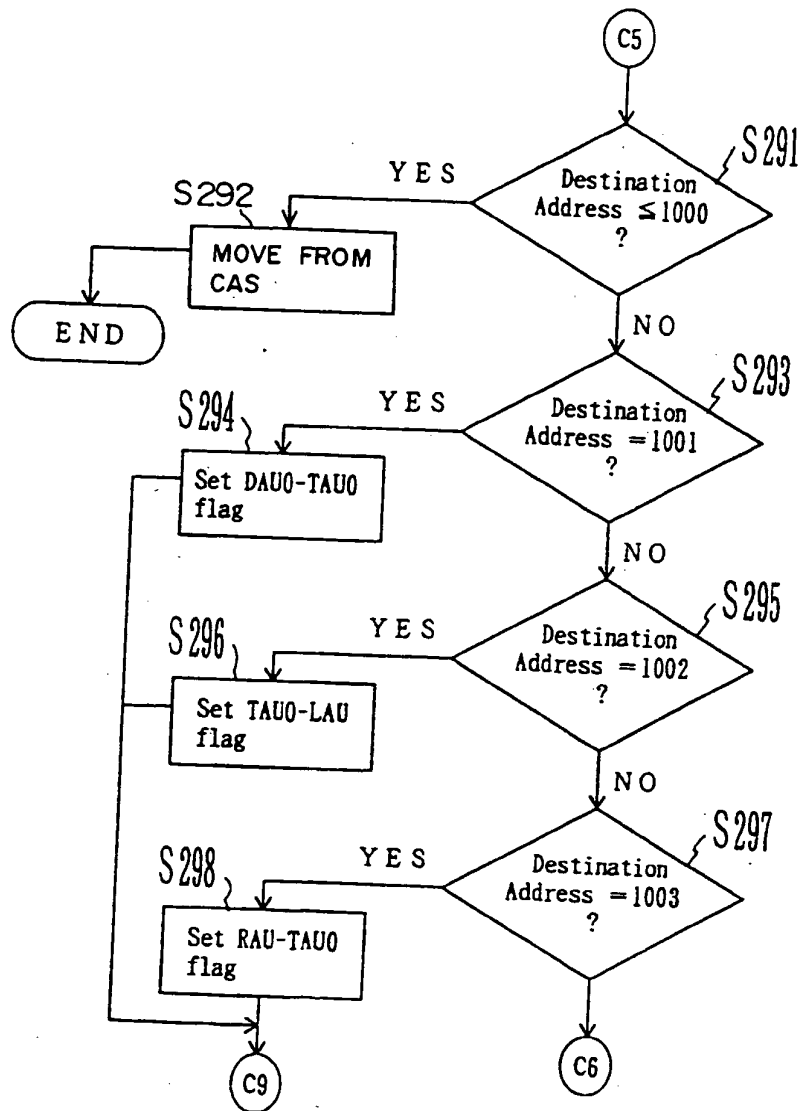 C5
S291
YES
Destination
Address ≦1000
?
S292
MOVE FROM
CAS
END
NO
S293
YES
Destination
Address =1001
?
S294
Set DAU0-TAU0
flag
NO
S295
YES
Destination
Address =1002
?
S296
Set TAU0-LAU
flag
NO
S297
YES
Destination
Address =1003
?
S298
Set RAU-TAU0
flag
C9
C6